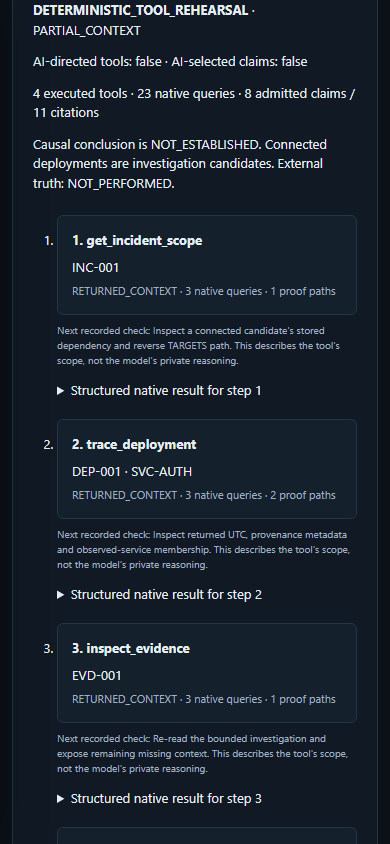 DETERMINISTIC_TOOL_REHEARSAL ·
PARTIAL_CONTEXT
AI-directed tools: false · AI-selected claims: false
4 executed tools · 23 native queries · 8 admitted claims /
11 citations
Causal conclusion is NOT_ESTABLISHED. Connected
deployments are investigation candidates. External
truth: NOT_PERFORMED.
1. 1. get_incident_scope
INC-001
RETURNED_CONTEXT · 3 native queries · 1 proof paths
Next recorded check: Inspect a connected candidate's stored
dependency and reverse TARGETS path. This describes the tool's
scope, not the model's private reasoning.
▶ Structured native result for step 1
2. 2. trace_deployment
DEP-001 · SVC-AUTH
RETURNED_CONTEXT · 3 native queries · 2 proof paths
Next recorded check: Inspect returned UTC, provenance metadata
and observed-service membership. This describes the tool's scope,
not the model's private reasoning.
▶ Structured native result for step 2
3. 3. inspect_evidence
EVD-001
RETURNED_CONTEXT · 3 native queries · 1 proof paths
Next recorded check: Re-read the bounded investigation and
expose remaining missing context. This describes the tool's scope,
not the model's private reasoning.
▶ Structured native result for step 3